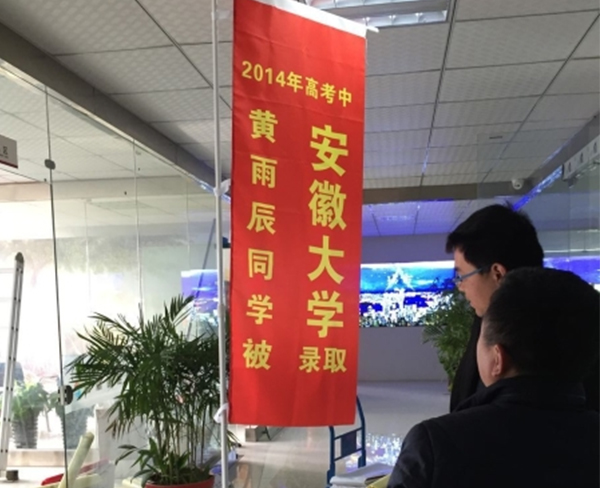 2014年高考中
黄雨辰同学被
安徽大学
录取